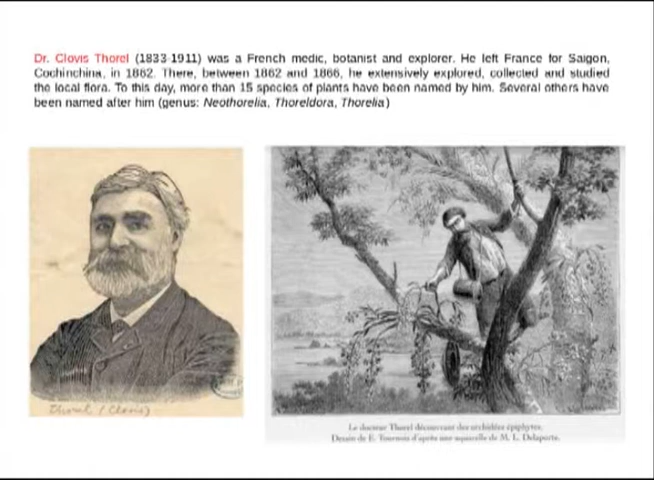 Dr. Clovis Thorel (1833-1911) was a French medic, botanist and explorer. He left France for Saigon,
Cochinchina, in 1862. There, between 1862 and 1866, he extensively explored, collected and studied
the local flora. To this day, more than 15 species of plants have been named by him. Several others have
been named after him (genus: Neothorelia, Thoreldora, Thorelia)
Thorel (Clovis)
Le docteur Thorel découvrant des orchidées épiphytes.
Dessin de E. Tournois d'après une aquarelle de M. L. Delaporte.